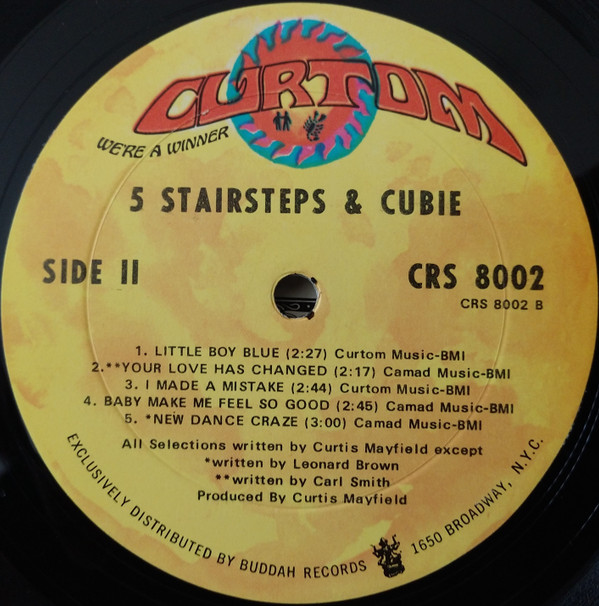 CURTOM
WE'RE A WINNER
5 STAIRSTEPS & CUBIE
SIDE II
CRS 8002
CRS 8002 B
1. LITTLE BOY BLUE (2:27) Curtom Music-BMI
2.**YOUR LOVE HAS CHANGED (2:17) Camad Music-BMI
3. I MADE A MISTAKE (2:44) Curtom Music-BMI
4. BABY MAKE ME FEEL SO GOOD (2:45) Camad Music-BMI
5. *NEW DANCE CRAZE (3:00) Camad Music-BMI
All Selections written by Curtis Mayfield except
*written by Leonard Brown
**written by Carl Smith
Produced By Curtis Mayfield
EXCLUSIVELY DISTRIBUTED BY BUDDAH RECORDS 1650 BROADWAY, N.Y.C.